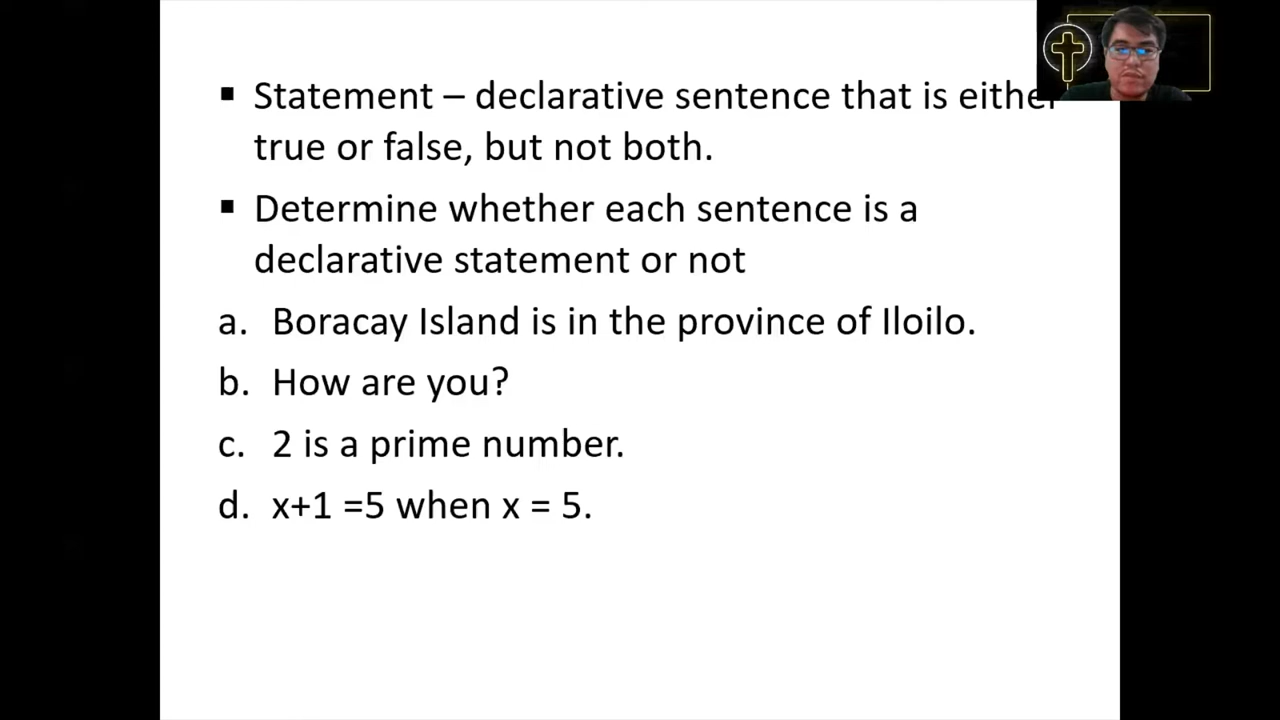 ▪ Statement – declarative sentence that is either
true or false, but not both.
▪ Determine whether each sentence is a
declarative statement or not
a. Boracay Island is in the province of Iloilo.
b. How are you?
c. 2 is a prime number.
d. x+1 =5 when x = 5.